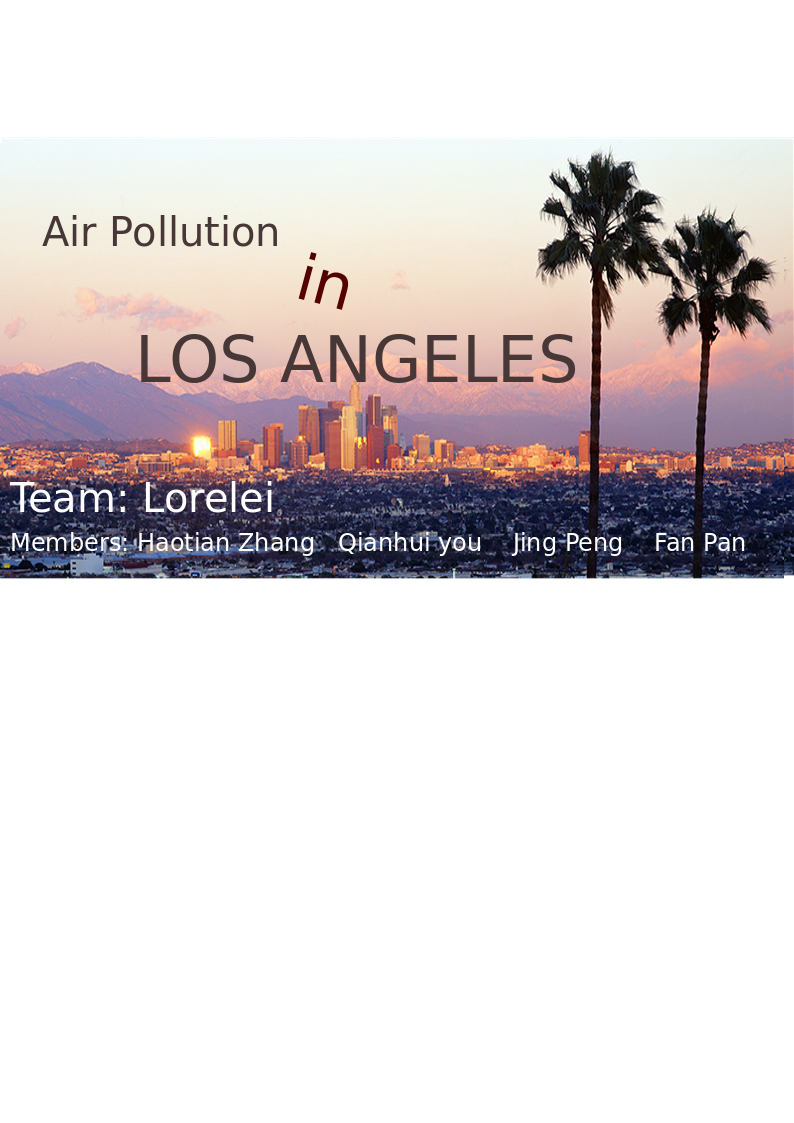 Air Pollution
in
LOS ANGELES
Team: Lorelei
Members: Haotian Zhang Qianhui you Jing Peng Fan Pan